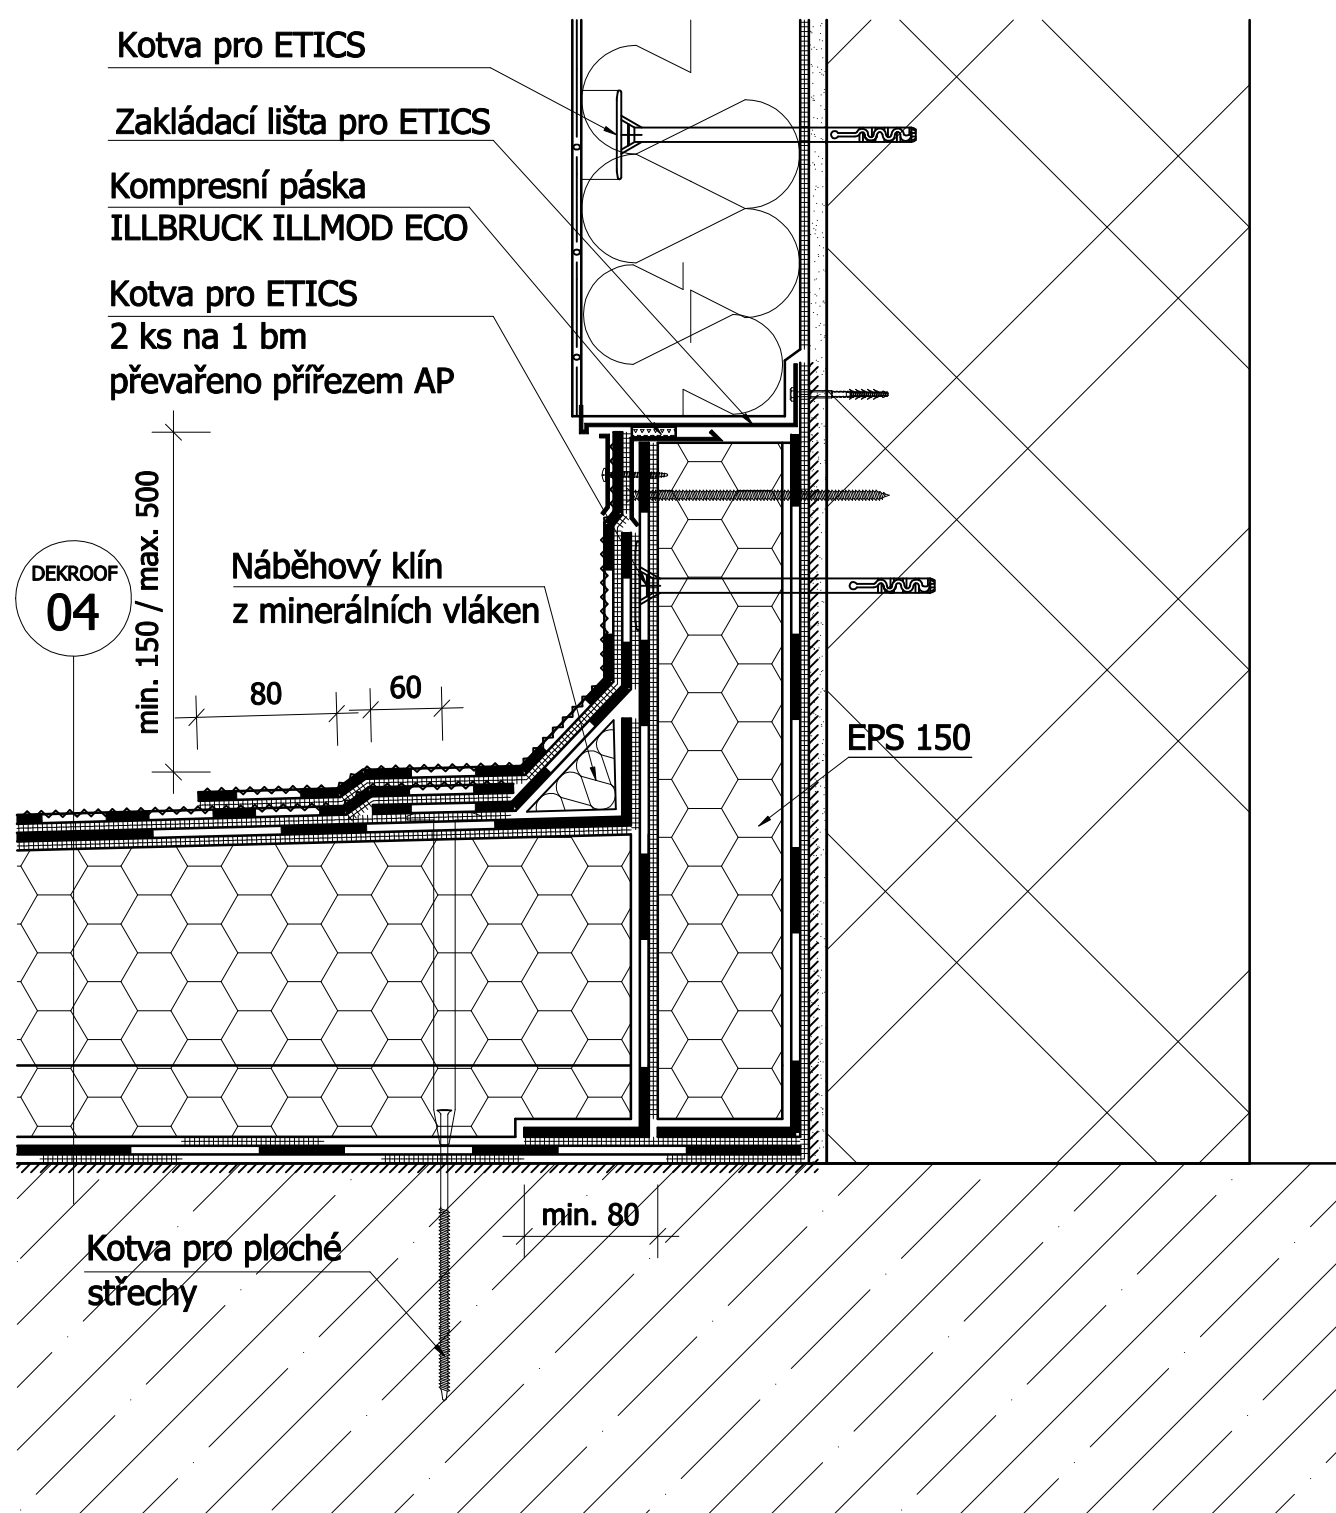 Kotva pro ETICS
Zakládací lišta pro ETICS
Kompresní páska
ILLBRUCK ILLMOD ECO
Kotva pro ETICS
2 ks na 1 bm
převařeno přířezem AP
min. 150 / max. 500
DEKROOF
04
Náběhový klín
z minerálních vláken
80
60
EPS 150
min. 80
Kotva pro ploché
střechy